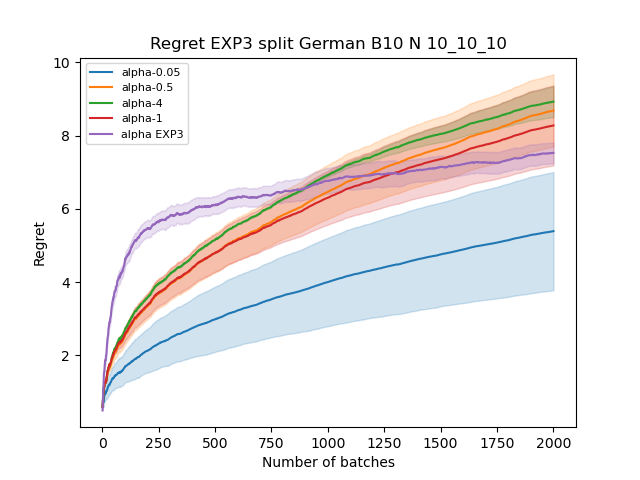 Regret EXP3 split German B10 N 10_10_10
10
8
6
4
2
Regret
alpha-0.05
alpha-0.5
alpha-4
alpha-1
alpha EXP3
0 250 500 750 1000 1250 1500 1750 2000
Number of batches